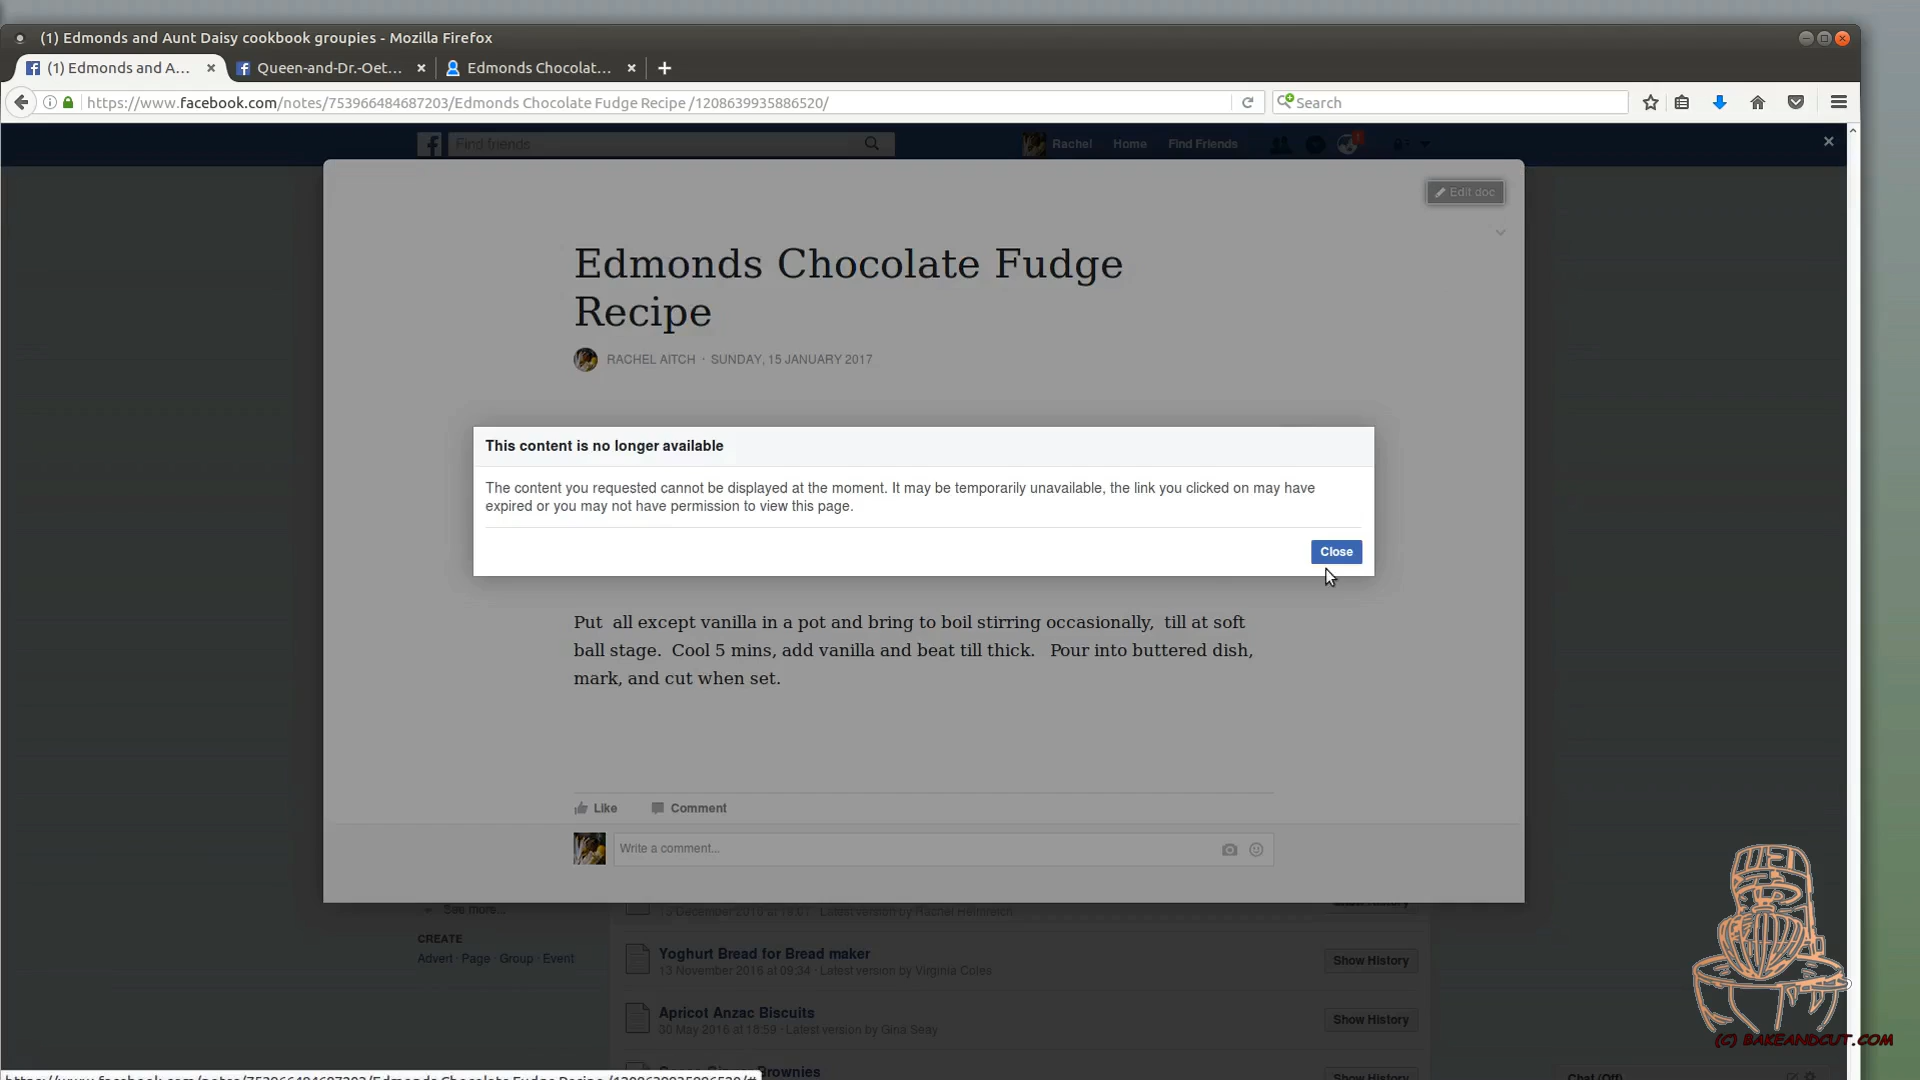 (1) Edmonds and Aunt Daisy cookbook groupies - Mozilla Firefox
(1) Edmonds and A... Queen-and-Dr.-Oet... Edmonds Chocolat...
https://www.facebook.com/notes/753966484687203/Edmonds Chocolate Fudge Recipe /1208639935886520/ Search
Find friends Rachel Home Find Friends
Edit doc
Edmonds Chocolate Fudge
Recipe
RACHEL AITCH · SUNDAY, 15 JANUARY 2017
This content is no longer available
The content you requested cannot be displayed at the moment. It may be temporarily unavailable, the link you clicked on may have
expired or you may not have permission to view this page.
Close
Put all except vanilla in a pot and bring to boil stirring occasionally, till at soft
ball stage. Cool 5 mins, add vanilla and beat till thick. Pour into buttered dish,
mark, and cut when set.
Like Comment
Write a comment...
See more...
CREATE
Advert · Page · Group · Event
Yoghurt Bread for Bread maker
13 November 2016 at 09:34 · Latest version by Virginia Coles
Show History
Apricot Anzac Biscuits
30 May 2016 at 18:59 · Latest version by Gina Seay
Show History
Brownies
Chat (Off)
(C) BAKEANDCUT.COM